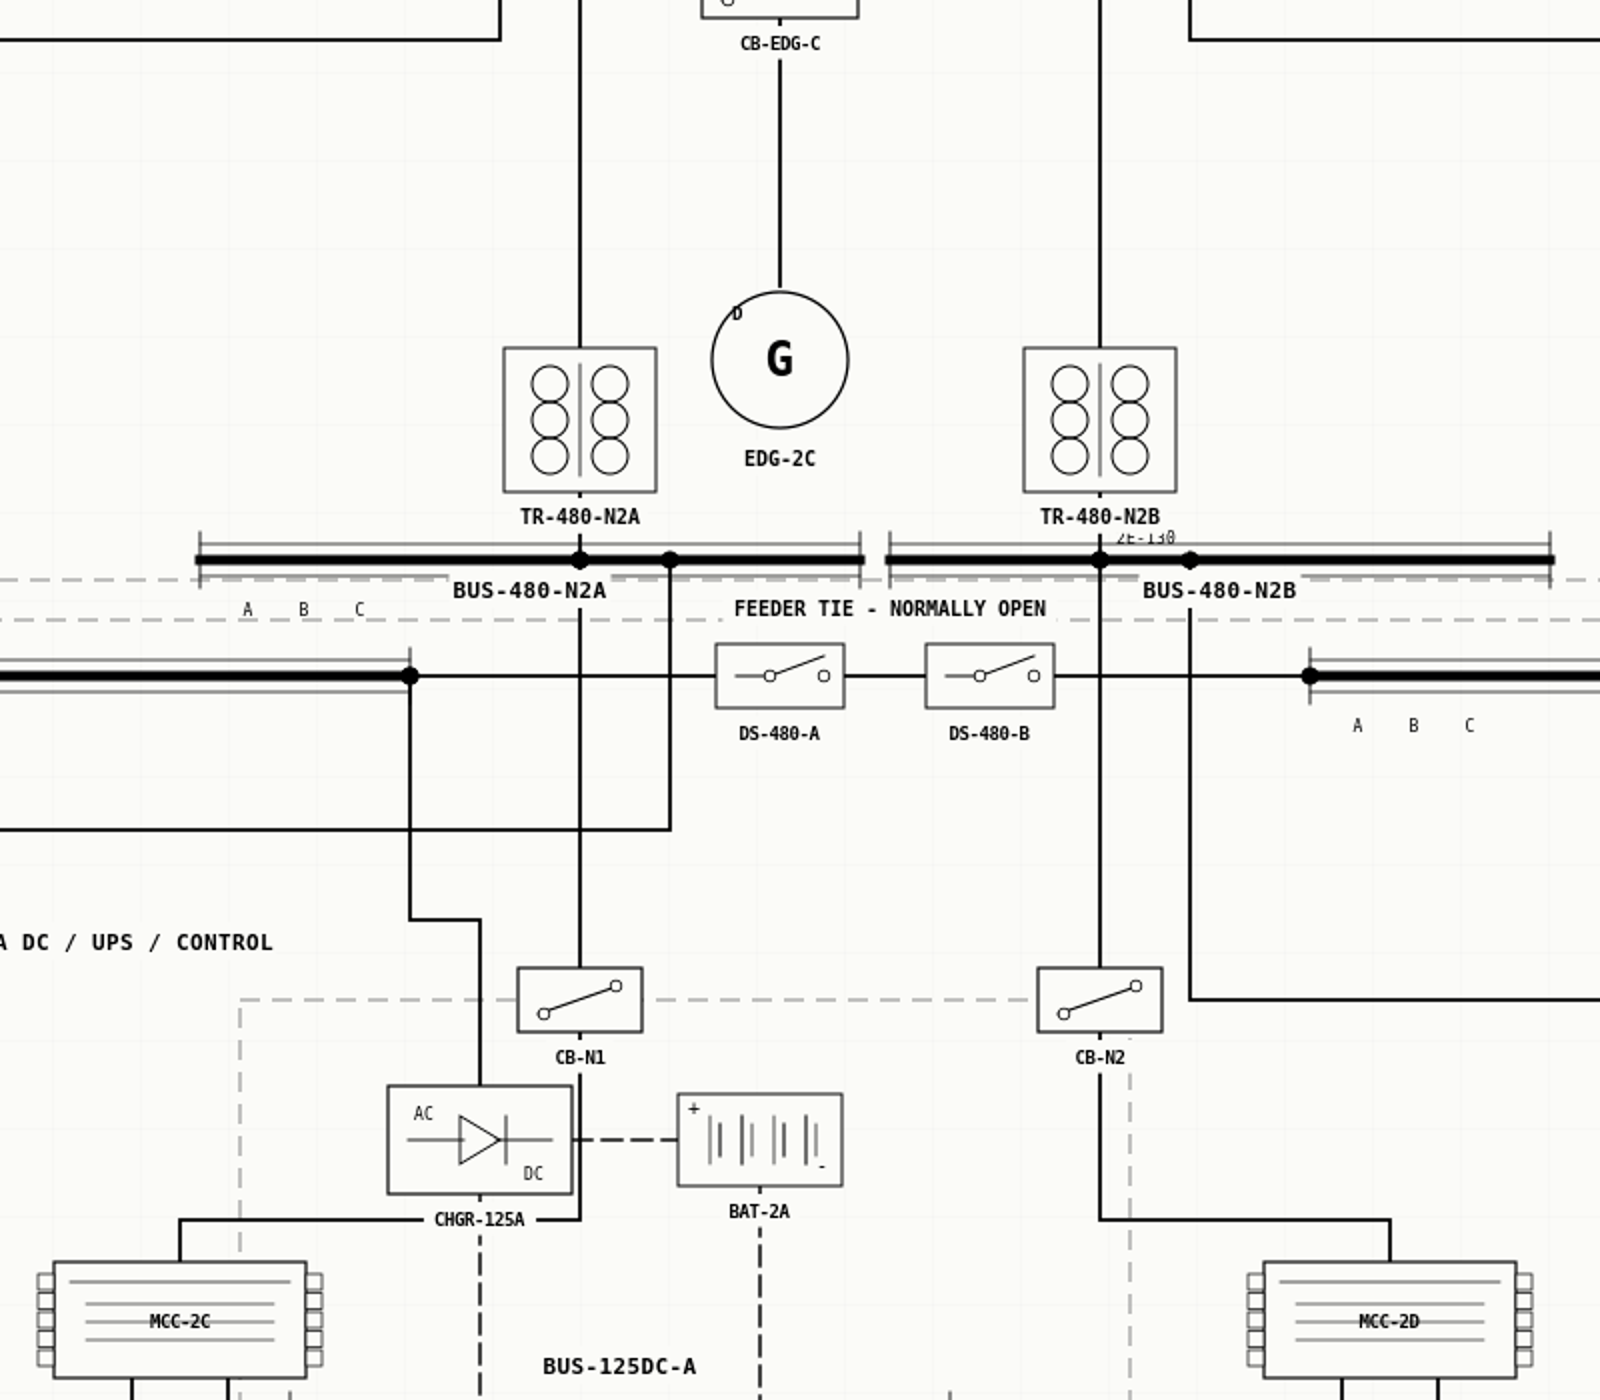 CB-EDG-C
D
G
EDG-2C
TR-480-N2A
TR-480-N2B
2E-130
BUS-480-N2A
BUS-480-N2B
A B C
FEEDER TIE - NORMALLY OPEN
DS-480-A
DS-480-B
A B C
A DC / UPS / CONTROL
CB-N1
CB-N2
AC
DC
+
-
CHGR-125A
BAT-2A
MCC-2C
MCC-2D
BUS-125DC-A